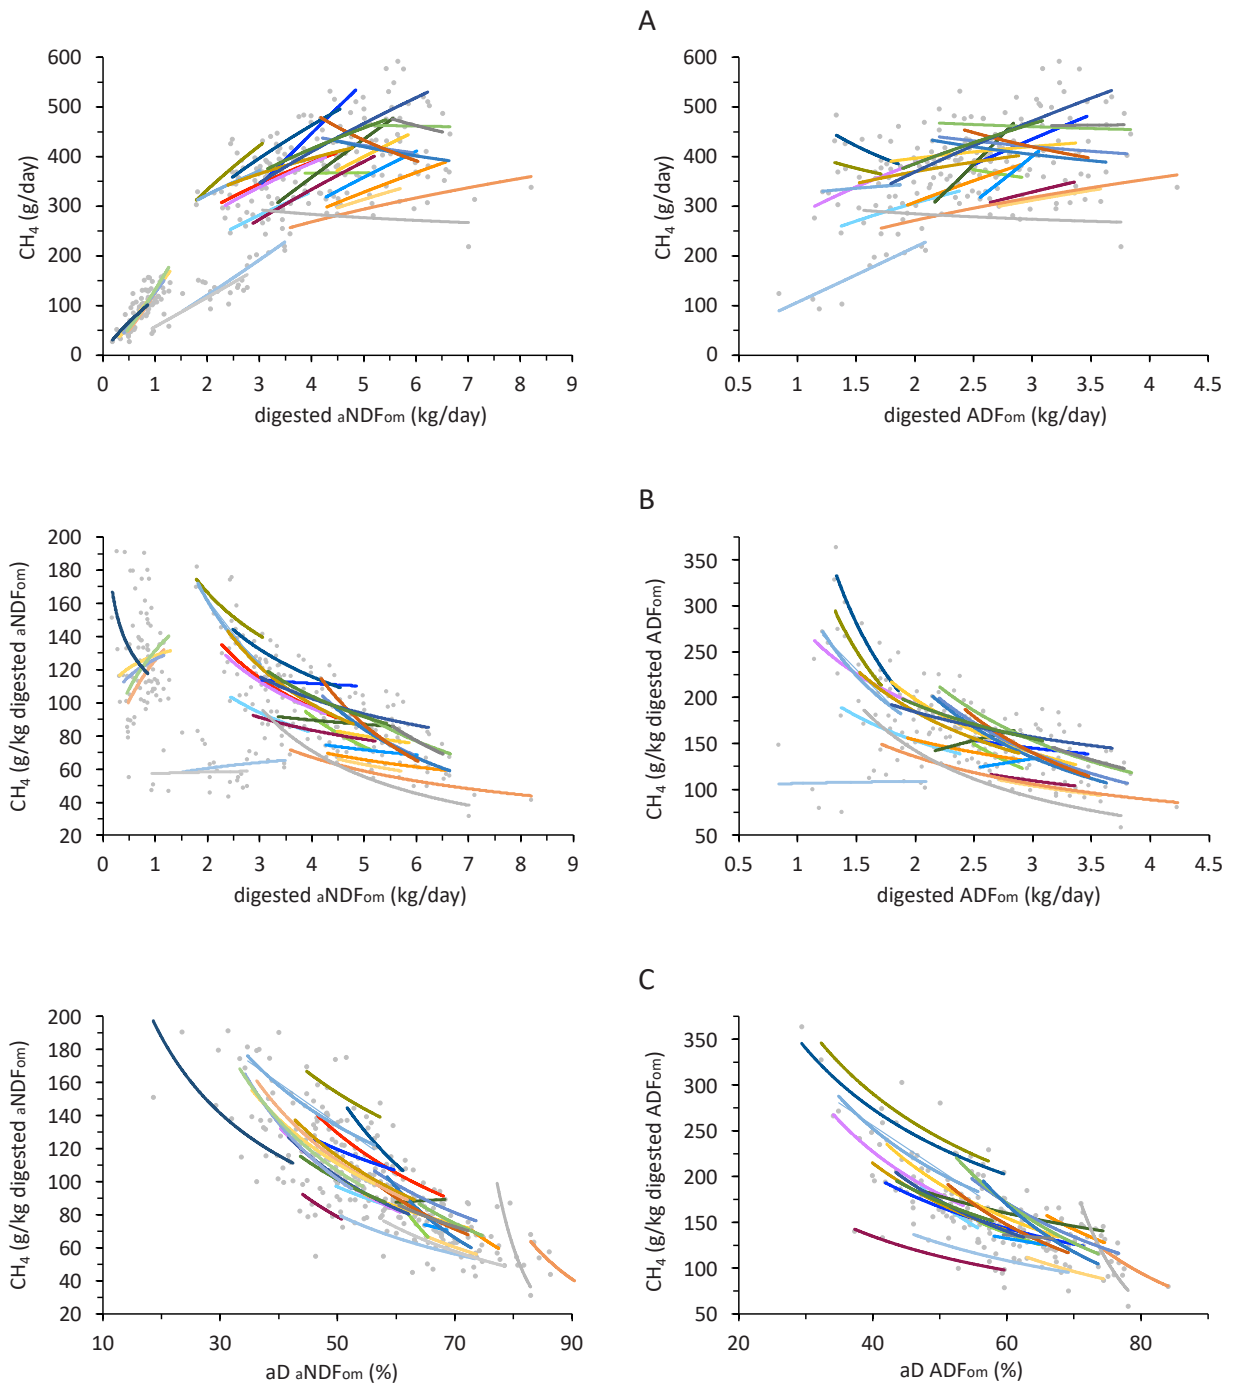 A
CH4 (g/day)
600
500
400
300
200
100
0
0 1 2 3 4 5 6 7 8 9
digested aNDFom (kg/day)
CH4 (g/day)
600
500
400
300
200
100
0
0.5 1 1.5 2 2.5 3 3.5 4 4.5
digested ADFom (kg/day)
B
CH4 (g/kg digested aNDFom)
200
180
160
140
120
100
80
60
40
20
0 1 2 3 4 5 6 7 8 9
digested aNDFom (kg/day)
CH4 (g/kg digested ADFom)
350
300
250
200
150
100
50
0.5 1 1.5 2 2.5 3 3.5 4 4.5
digested ADFom (kg/day)
C
CH4 (g/kg digested aNDFom)
200
180
160
140
120
100
80
60
40
20
10 30 50 70 90
aD aNDFom (%)
CH4 (g/kg digested ADFom)
350
300
250
200
150
100
50
20 40 60 80
aD ADFom (%)